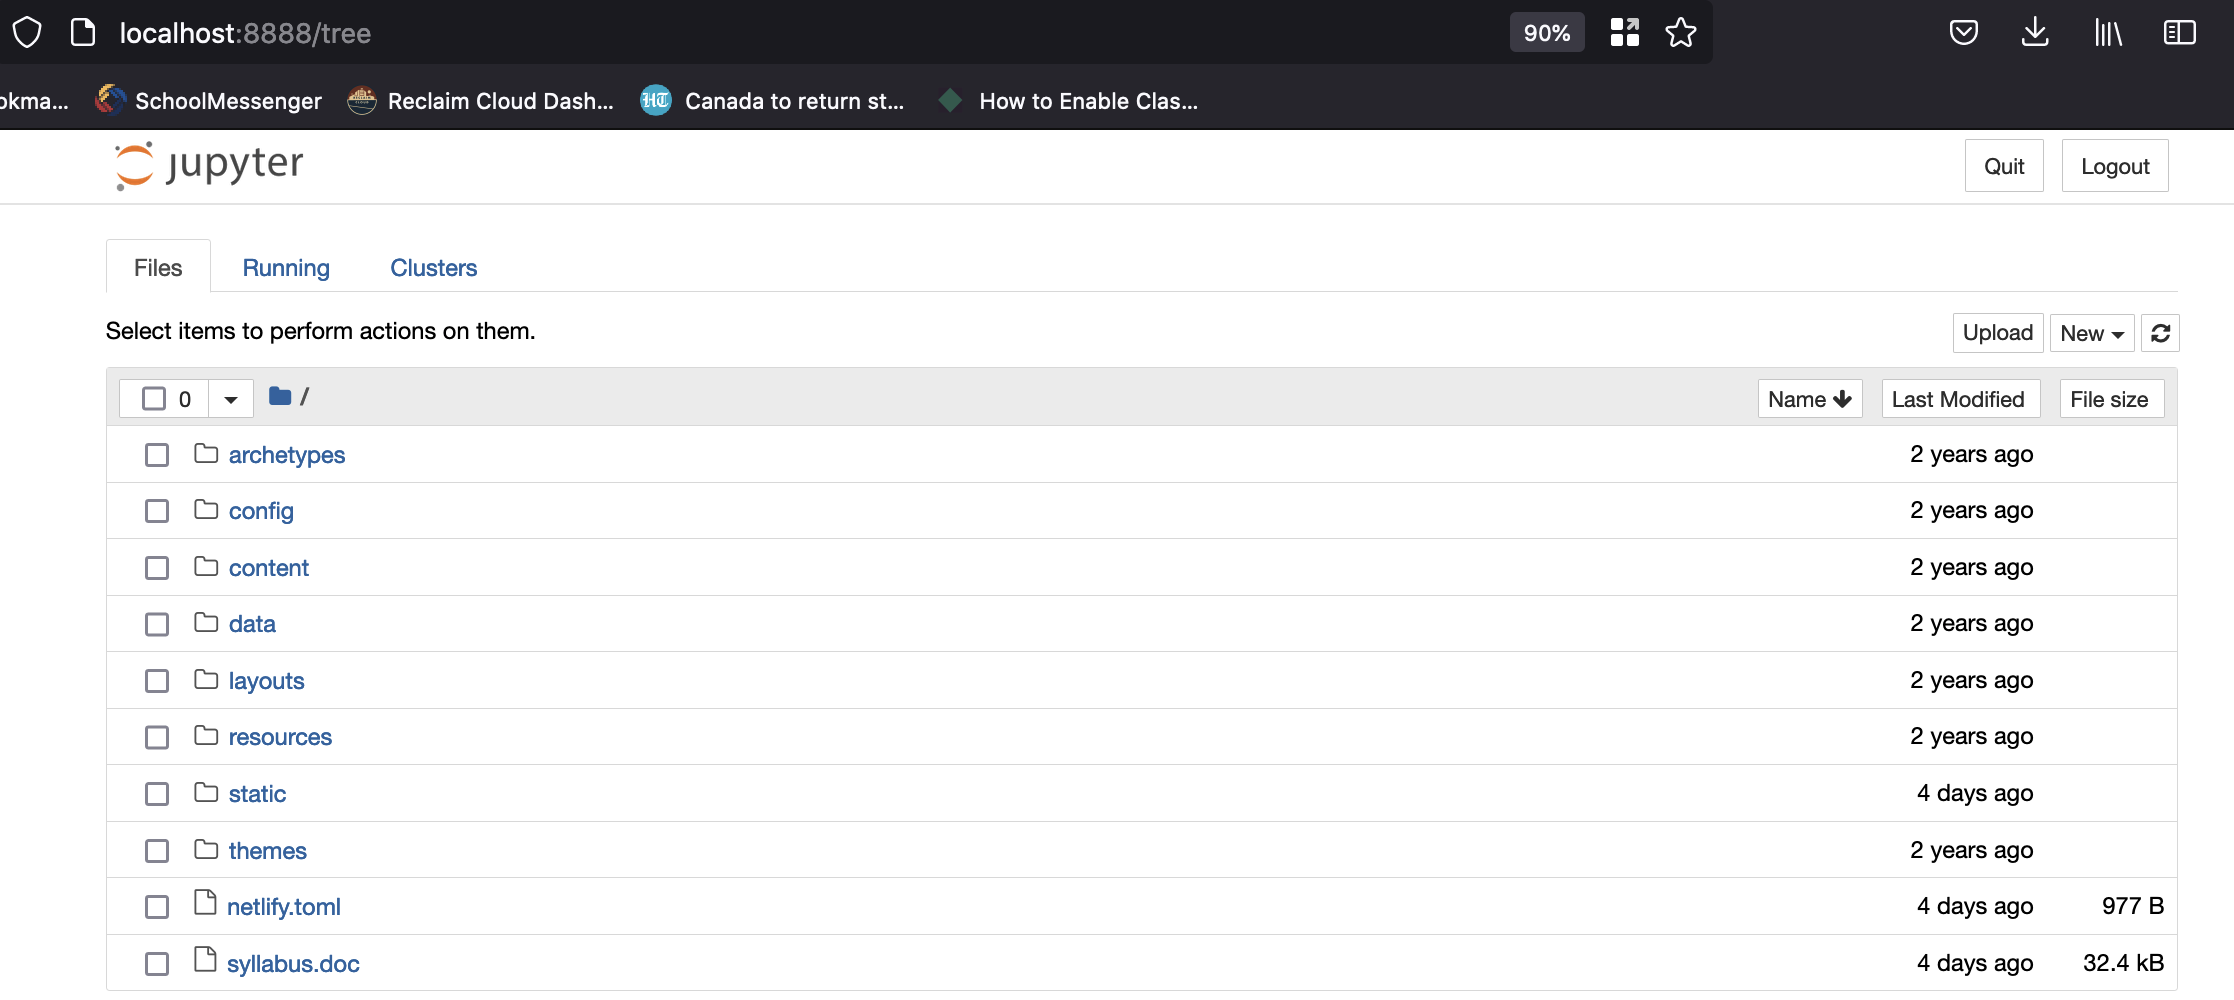 localhost:8888/tree 90%
okma... SchoolMessenger Reclaim Cloud Dash... HT Canada to return st... How to Enable Clas...
jupyter Quit Logout
Files Running Clusters
Select items to perform actions on them. Upload New
0 / Name Last Modified File size
archetypes 2 years ago
config 2 years ago
content 2 years ago
data 2 years ago
layouts 2 years ago
resources 2 years ago
static 4 days ago
themes 2 years ago
netlify.toml 4 days ago 977 B
syllabus.doc 4 days ago 32.4 kB